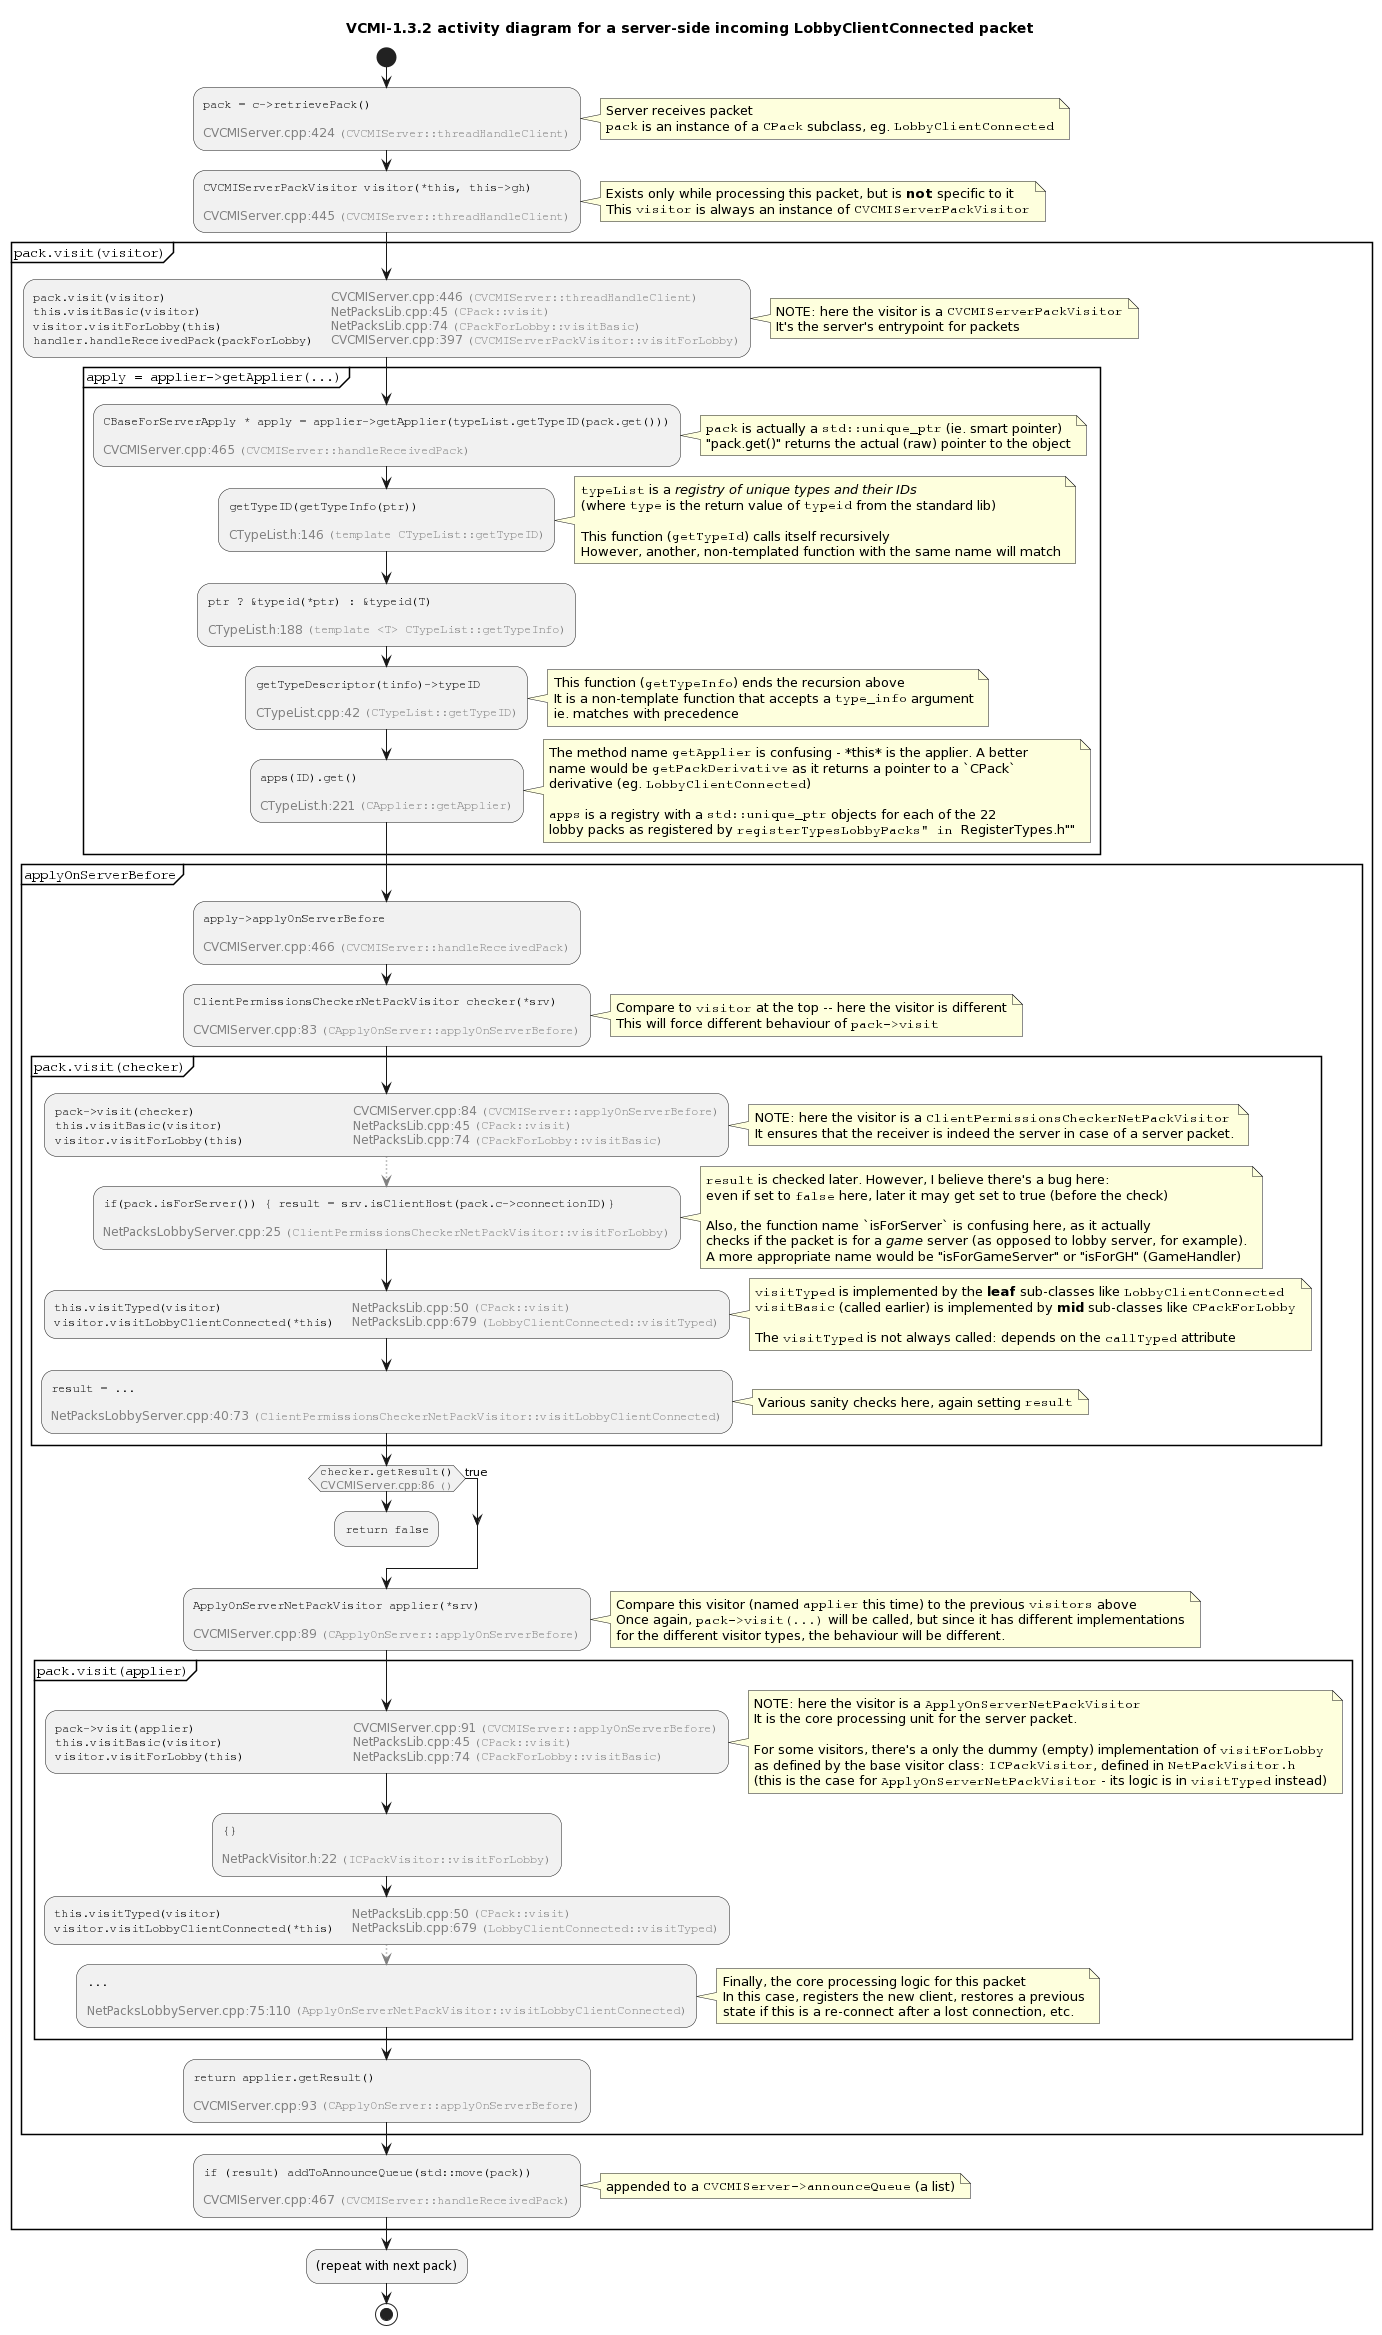 VCMI-1.3.2 activity diagram for a server-side incoming LobbyClientConnected packet
pack = c->retrievePack()
CVCMIServer.cpp:424 (CVCMIServer::threadHandleClient)
Server receives packet
pack is an instance of a CPack subclass, eg. LobbyClientConnected
CVCMIServerPackVisitor visitor(*this, this->gh)
CVCMIServer.cpp:445 (CVCMIServer::threadHandleClient)
Exists only while processing this packet, but is not specific to it
This visitor is always an instance of CVCMIServerPackVisitor
pack.visit(visitor)
pack.visit(visitor) CVCMIServer.cpp:446 (CVCMIServer::threadHandleClient)
this.visitBasic(visitor) NetPacksLib.cpp:45 (CPack::visit)
visitor.visitForLobby(this) NetPacksLib.cpp:74 (CPackForLobby::visitBasic)
handler.handleReceivedPack(packForLobby) CVCMIServer.cpp:397 (CVCMIServerPackVisitor::visitForLobby)
NOTE: here the visitor is a CVCMIServerPackVisitor
It's the server's entrypoint for packets
apply = applier->getApplier(...)
CBaseForServerApply * apply = applier->getApplier(typeList.getTypeID(pack.get()))
CVCMIServer.cpp:465 (CVCMIServer::handleReceivedPack)
pack is actually a std::unique_ptr (ie. smart pointer)
"pack.get()" returns the actual (raw) pointer to the object
getTypeID(getTypeInfo(ptr))
CTypeList.h:146 (template CTypeList::getTypeID)
typeList is a registry of unique types and their IDs
(where type is the return value of typeid from the standard lib)
This function (getTypeId) calls itself recursively
However, another, non-templated function with the same name will match
ptr ? &typeid(*ptr) : &typeid(T)
CTypeList.h:188 (template <T> CTypeList::getTypeInfo)
getTypeDescriptor(tinfo)->typeID
CTypeList.cpp:42 (CTypeList::getTypeID)
This function (getTypeInfo) ends the recursion above
It is a non-template function that accepts a type_info argument
ie. matches with precedence
apps(ID).get()
CTypeList.h:221 (CApplier::getApplier)
The method name getApplier is confusing - *this* is the applier. A better
name would be getPackDerivative as it returns a pointer to a `CPack`
derivative (eg. LobbyClientConnected)
apps is a registry with a std::unique_ptr objects for each of the 22
lobby packs as registered by registerTypesLobbyPacks" in RegisterTypes.h""
applyOnServerBefore
apply->applyOnServerBefore
CVCMIServer.cpp:466 (CVCMIServer::handleReceivedPack)
ClientPermissionsCheckerNetPackVisitor checker(*srv)
CVCMIServer.cpp:83 (CApplyOnServer::applyOnServerBefore)
Compare to visitor at the top -- here the visitor is different
This will force different behaviour of pack->visit
pack.visit(checker)
pack->visit(checker) CVCMIServer.cpp:84 (CVCMIServer::applyOnServerBefore)
this.visitBasic(visitor) NetPacksLib.cpp:45 (CPack::visit)
visitor.visitForLobby(this) NetPacksLib.cpp:74 (CPackForLobby::visitBasic)
NOTE: here the visitor is a ClientPermissionsCheckerNetPackVisitor
It ensures that the receiver is indeed the server in case of a server packet.
if(pack.isForServer()) { result = srv.isClientHost(pack.c->connectionID)}
NetPacksLobbyServer.cpp:25 (ClientPermissionsCheckerNetPackVisitor::visitForLobby)
result is checked later. However, I believe there's a bug here:
even if set to false here, later it may get set to true (before the check)
Also, the function name `isForServer` is confusing here, as it actually
checks if the packet is for a game server (as opposed to lobby server, for example).
A more appropriate name would be "isForGameServer" or "isForGH" (GameHandler)
this.visitTyped(visitor) NetPacksLib.cpp:50 (CPack::visit)
visitor.visitLobbyClientConnected(*this) NetPacksLib.cpp:679 (LobbyClientConnected::visitTyped)
visitTyped is implemented by the leaf sub-classes like LobbyClientConnected
visitBasic (called earlier) is implemented by mid sub-classes like CPackForLobby
The visitTyped is not always called: depends on the callTyped attribute
result = ...
NetPacksLobbyServer.cpp:40:73 (ClientPermissionsCheckerNetPackVisitor::visitLobbyClientConnected)
Various sanity checks here, again setting result
checker.getResult()
CVCMIServer.cpp:86 ()
true
return false
ApplyOnServerNetPackVisitor applier(*srv)
CVCMIServer.cpp:89 (CApplyOnServer::applyOnServerBefore)
Compare this visitor (named applier this time) to the previous visitors above
Once again, pack->visit(...) will be called, but since it has different implementations
for the different visitor types, the behaviour will be different.
pack.visit(applier)
pack->visit(applier) CVCMIServer.cpp:91 (CVCMIServer::applyOnServerBefore)
this.visitBasic(visitor) NetPacksLib.cpp:45 (CPack::visit)
visitor.visitForLobby(this) NetPacksLib.cpp:74 (CPackForLobby::visitBasic)
NOTE: here the visitor is a ApplyOnServerNetPackVisitor
It is the core processing unit for the server packet.
For some visitors, there's a only the dummy (empty) implementation of visitForLobby
as defined by the base visitor class: ICPackVisitor, defined in NetPackVisitor.h
(this is the case for ApplyOnServerNetPackVisitor - its logic is in visitTyped instead)
{}
NetPackVisitor.h:22 (ICPackVisitor::visitForLobby)
this.visitTyped(visitor) NetPacksLib.cpp:50 (CPack::visit)
visitor.visitLobbyClientConnected(*this) NetPacksLib.cpp:679 (LobbyClientConnected::visitTyped)
...
NetPacksLobbyServer.cpp:75:110 (ApplyOnServerNetPackVisitor::visitLobbyClientConnected)
Finally, the core processing logic for this packet
In this case, registers the new client, restores a previous
state if this is a re-connect after a lost connection, etc.
return applier.getResult()
CVCMIServer.cpp:93 (CApplyOnServer::applyOnServerBefore)
if (result) addToAnnounceQueue(std::move(pack))
CVCMIServer.cpp:467 (CVCMIServer::handleReceivedPack)
appended to a CVCMIServer->announceQueue (a list)
(repeat with next pack)